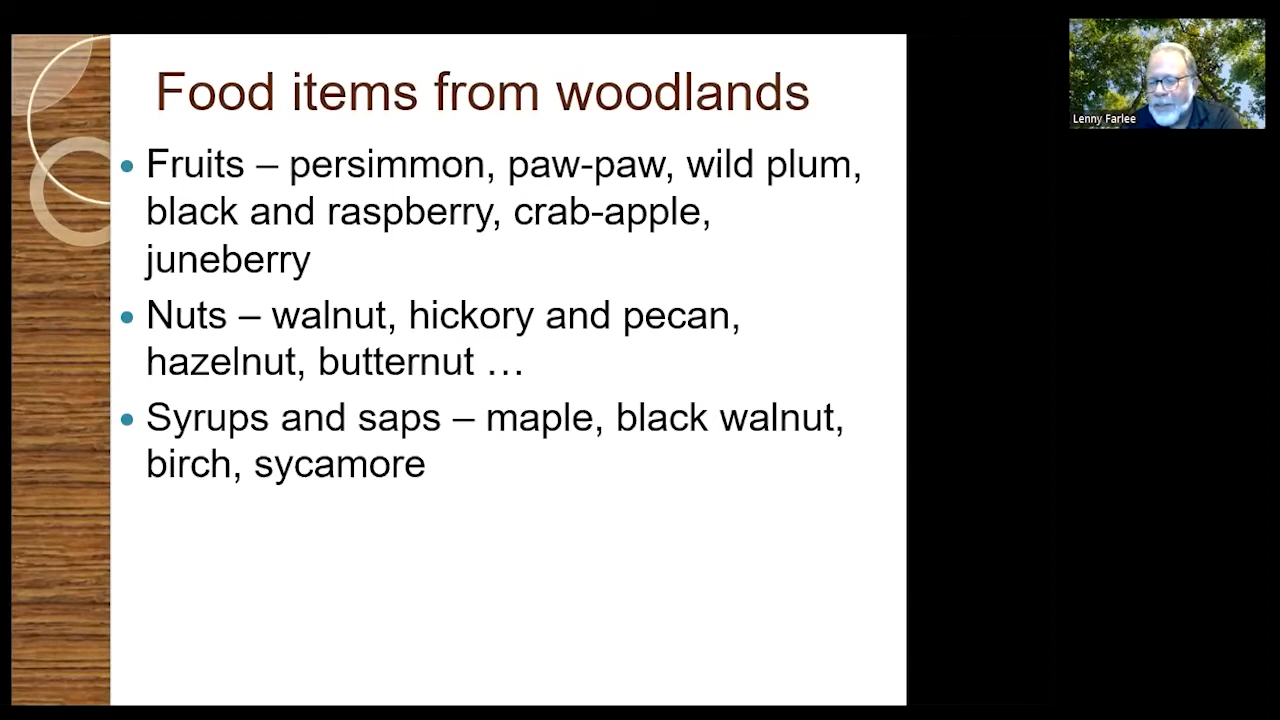 Food items from woodlands
• Fruits – persimmon, paw-paw, wild plum,
black and raspberry, crab-apple,
juneberry
• Nuts – walnut, hickory and pecan,
hazelnut, butternut …
• Syrups and saps – maple, black walnut,
birch, sycamore
Lenny Farlee